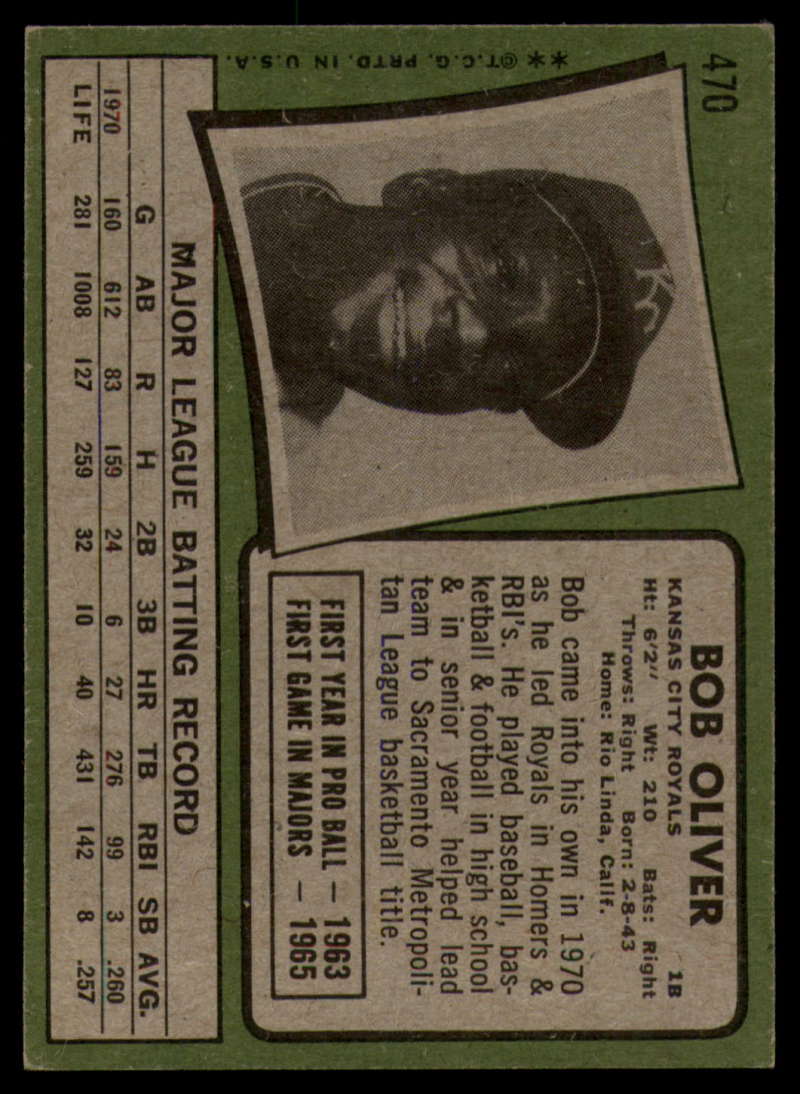 470
**©T.C.G. PRTD. IN U.S.A.
KC
BOB OLIVER
KANSAS CITY ROYALS 1B
Ht: 6'2" Wt: 210 Bats: Right
Throws: Right Born: 2-8-43
Home: Rio Linda, Calif.
Bob came into his own in 1970
as he led Royals in Homers &
RBI's. He played baseball, bas-
ketball & football in high school
& in senior year helped lead
team to Sacramento Metropoli-
tan League basketball title.
FIRST YEAR IN PRO BALL — 1963
FIRST GAME IN MAJORS — 1965
MAJOR LEAGUE BATTING RECORD
G AB R H 2B 3B HR TB RBI SB AVG.
1970 160 612 83 159 24 6 27 276 99 3 .260
LIFE 281 1008 127 259 32 10 40 431 142 8 .257